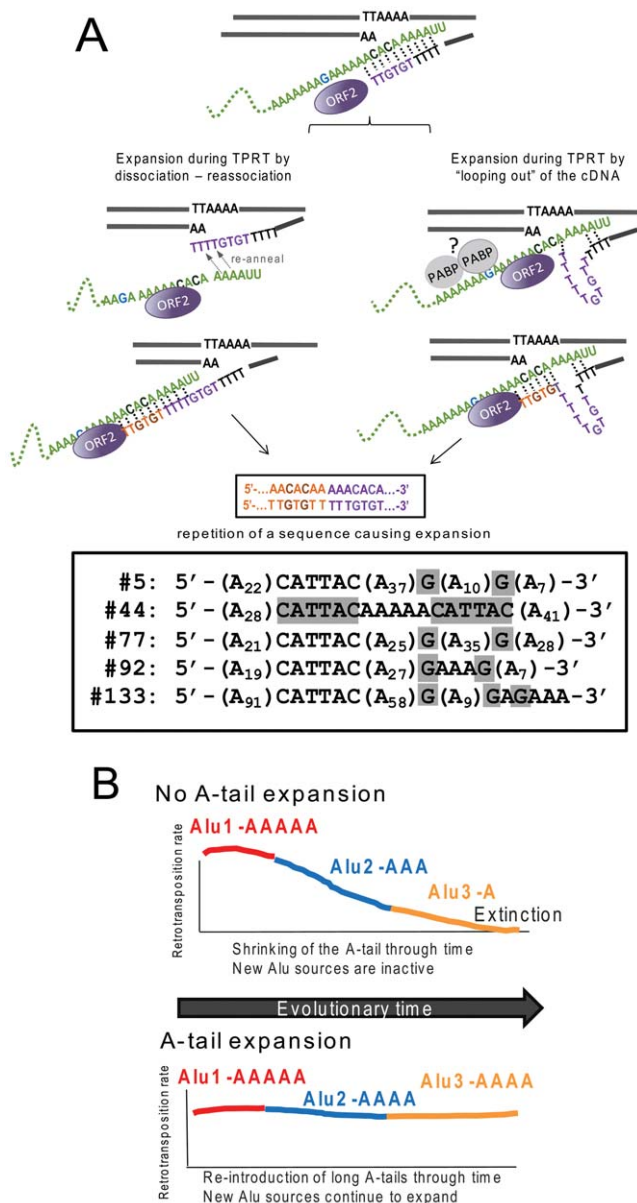 A
TTAAAA
AA
AAAAAAAGAAAAAACACAAAAAUU
TTGTGTTTTT
ORF2
Expansion during TPRT by
dissociation – reassociation
Expansion during TPRT by
"looping out" of the cDNA
TTAAAA
AA
TTTTGTGTTTTT
re-anneal
AAGA AAAAACACA AAAAUU
ORF2
TTAAAA
AA
?
PABP
PABP
ORF2
TTAAAA
AA
ORF2
TTAAAA
AA
ORF2
5'-...AACACAA AAACACA...-3'
5'-...TTGTGTT TTTGTGT...-3'
repetition of a sequence causing expansion
#5: 5'-(A22)CATTAC(A37)G(A10)G(A7)-3'
#44: 5'-(A28)CATTACAAAAACATTAC(A41)-3'
#77: 5'-(A21)CATTAC(A25)G(A35)G(A28)-3'
#92: 5'-(A19)CATTAC(A27)GAAAG(A7)-3'
#133: 5'-(A91)CATTAC(A58)G(A9)GAGAAA-3'
B
No A-tail expansion
Retrotransposition rate
Alu1-AAAAA
Alu2-AAA
Alu3-A
Extinction
Shrinking of the A-tail through time
New Alu sources are inactive
Evolutionary time
A-tail expansion
Retrotransposition rate
Alu1-AAAAA
Alu2-AAAA
Alu3-AAAA
Re-introduction of long A-tails through time
New Alu sources continue to expand